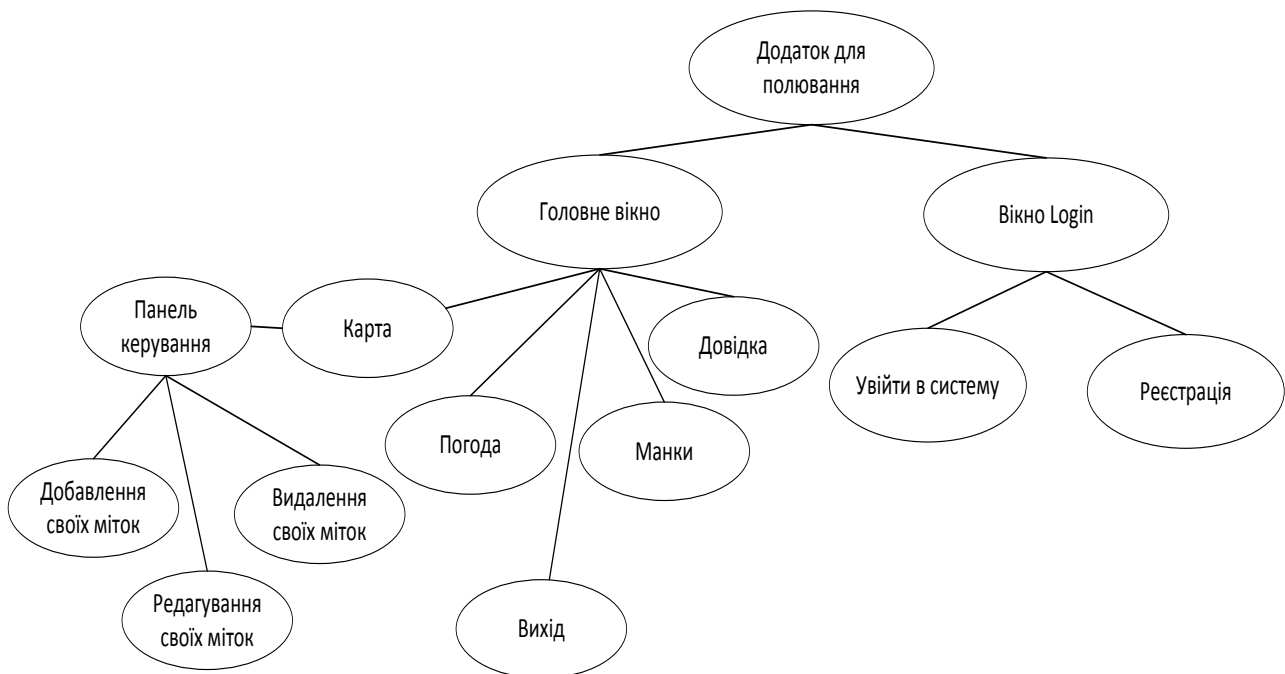 Додаток для
полювання
Головне вікно
Вікно Login
Панель
керування
Карта
Довідка
Увійти в систему
Реєстрація
Погода
Манки
Добавлення
своїх міток
Видалення
своїх міток
Редагування
своїх міток
Вихід